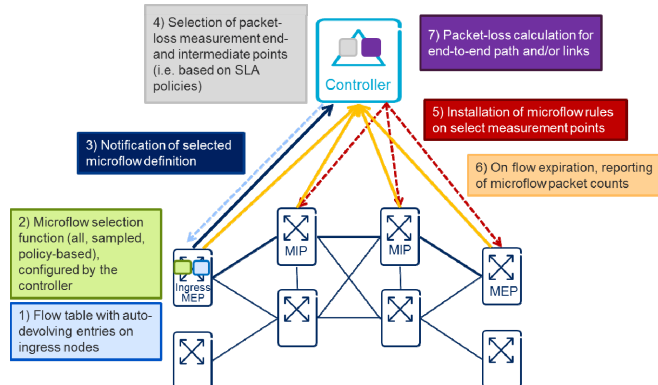 4) Selection of packet-
loss measurement end-
and intermediate points
(i.e. based on SLA
policies)
Controller
7) Packet-loss calculation for
end-to-end path and/or links
5) Installation of microflow rules
on select measurement points
3) Notification of selected
microflow definition
6) On flow expiration, reporting
of microflow packet counts
2) Microflow selection
function (all, sampled,
policy-based),
configured by the
controller
MIP
MIP
Ingress
MEP
MEP
1) Flow table with auto-
devolving entries on
ingress nodes